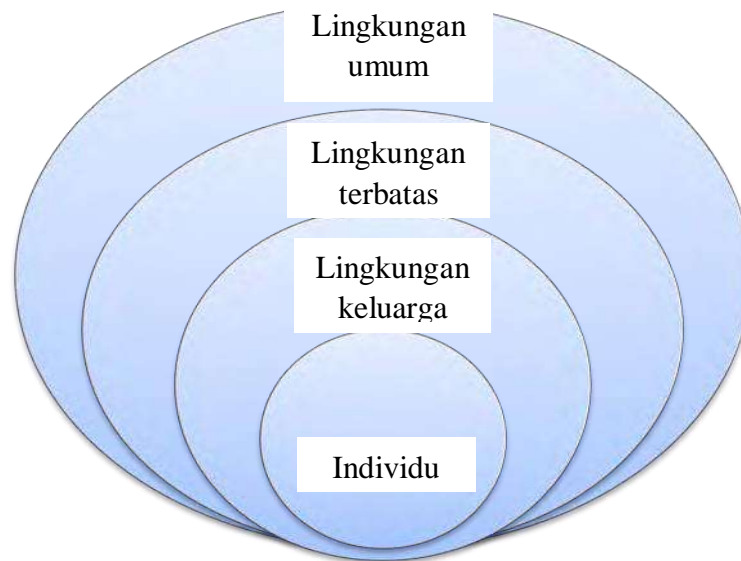 Lingkungan
umum
Lingkungan
terbatas
Lingkungan
keluarga
Individu